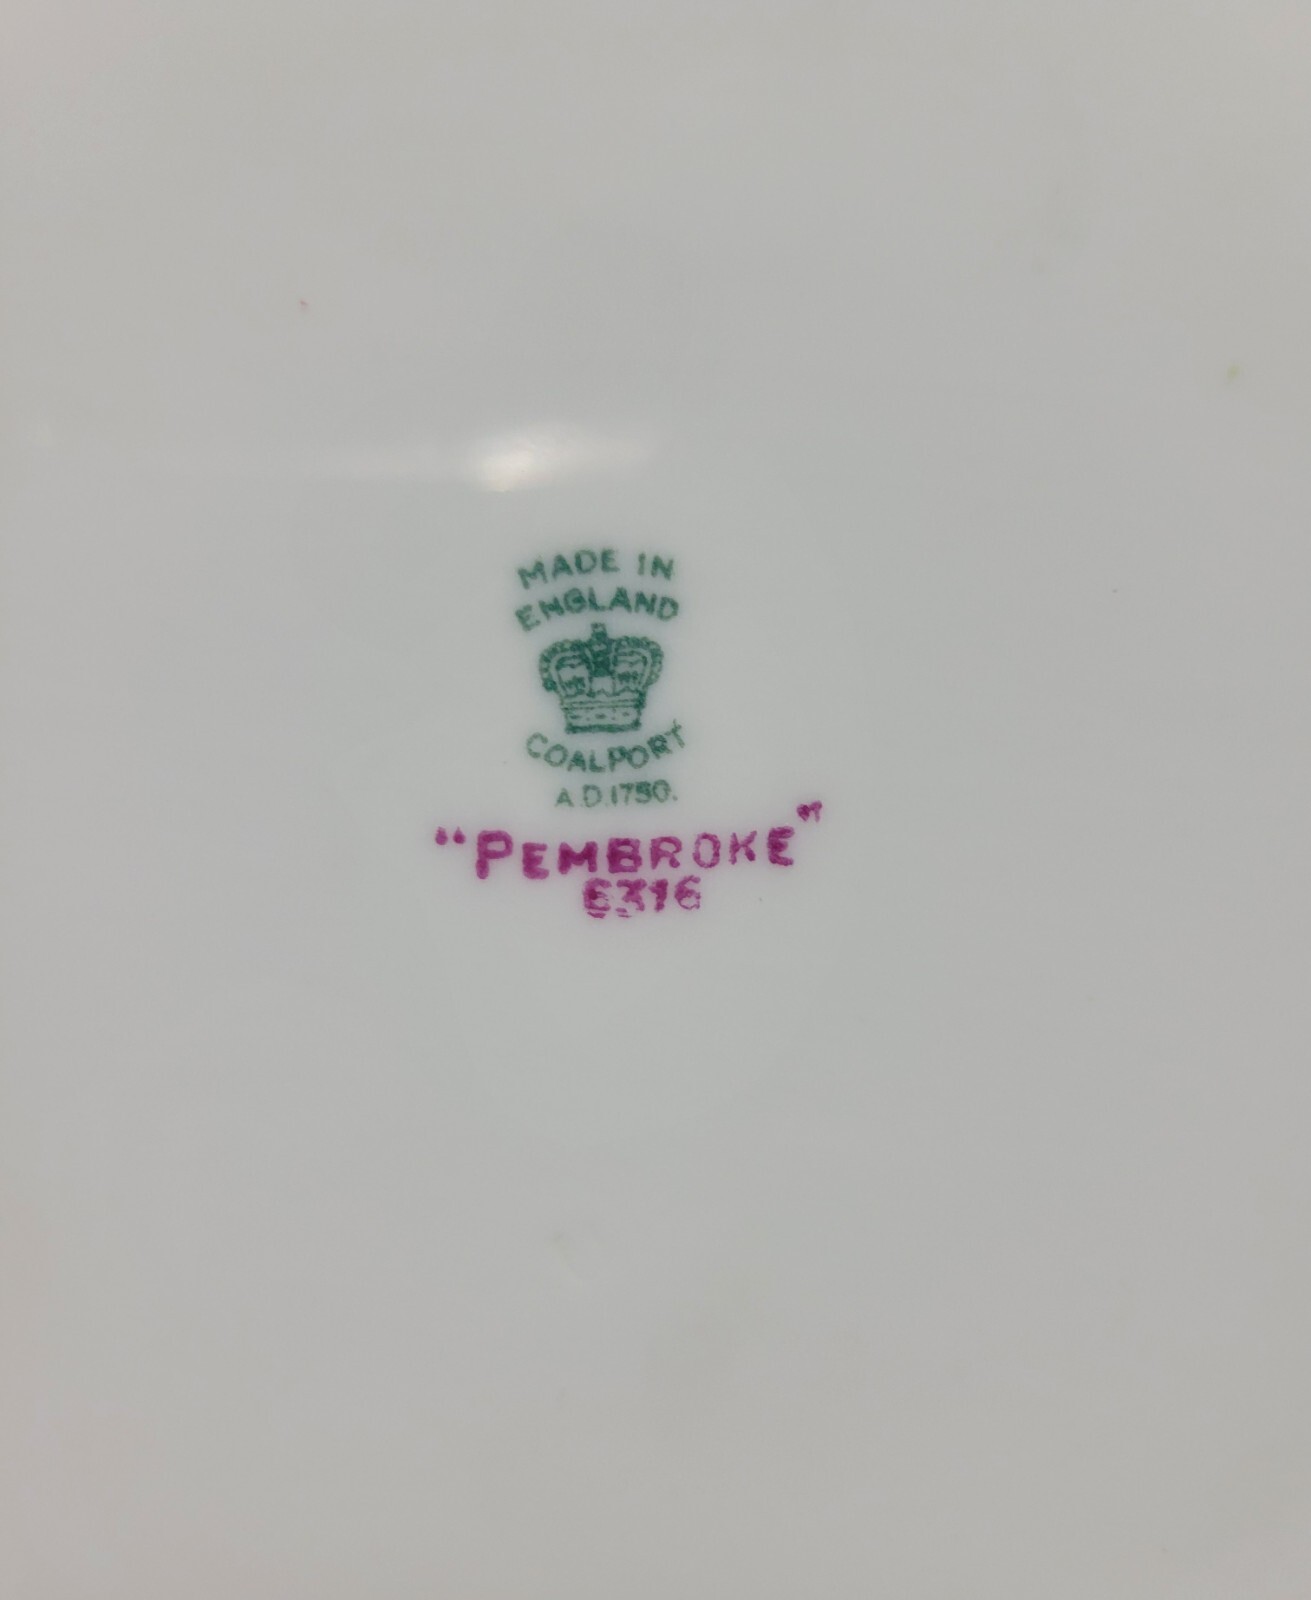 MADE IN
ENGLAND
COALPORT
A.D.1750.
"PEMBROKE"
6316